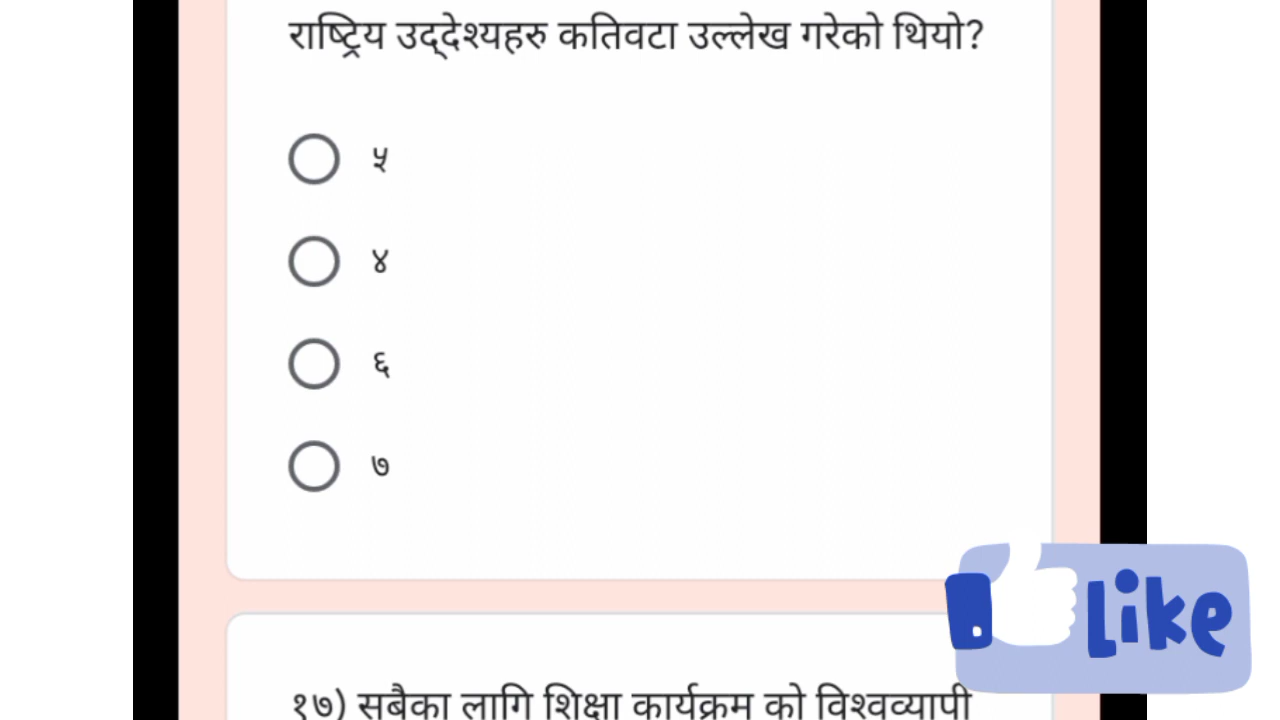 राष्ट्रिय उद्देश्यहरु कतिवटा उल्लेख गरेको थियो?
५
४
६
७
Like
१७) सबैका लागि शिक्षा कार्यक्रम को विश्वव्यापी